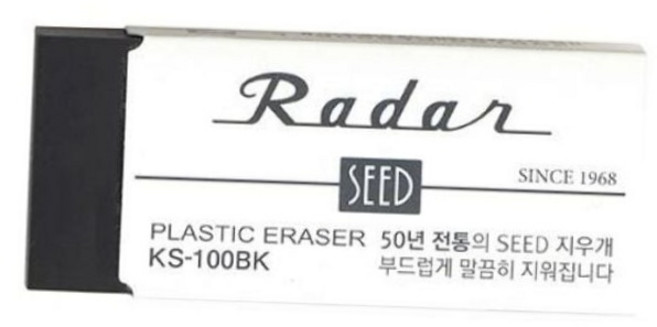 Radar
SEED
SINCE 1968
PLASTIC ERASER
KS-100BK
50년 전통의 SEED 지우개
부드럽게 말끔히 지워집니다